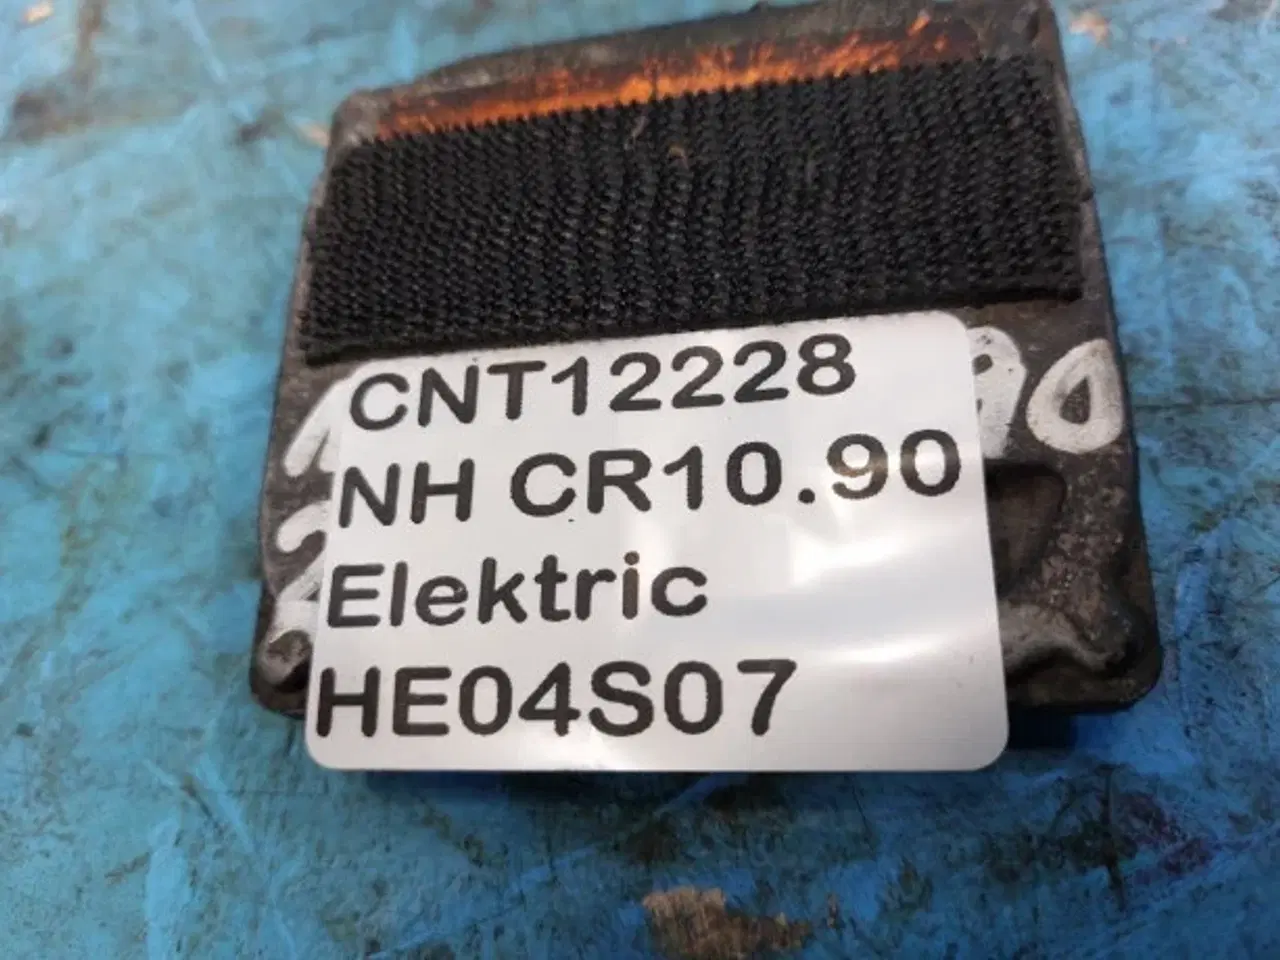 CNT12228
NH CR10.90
Elektric
HE04S07